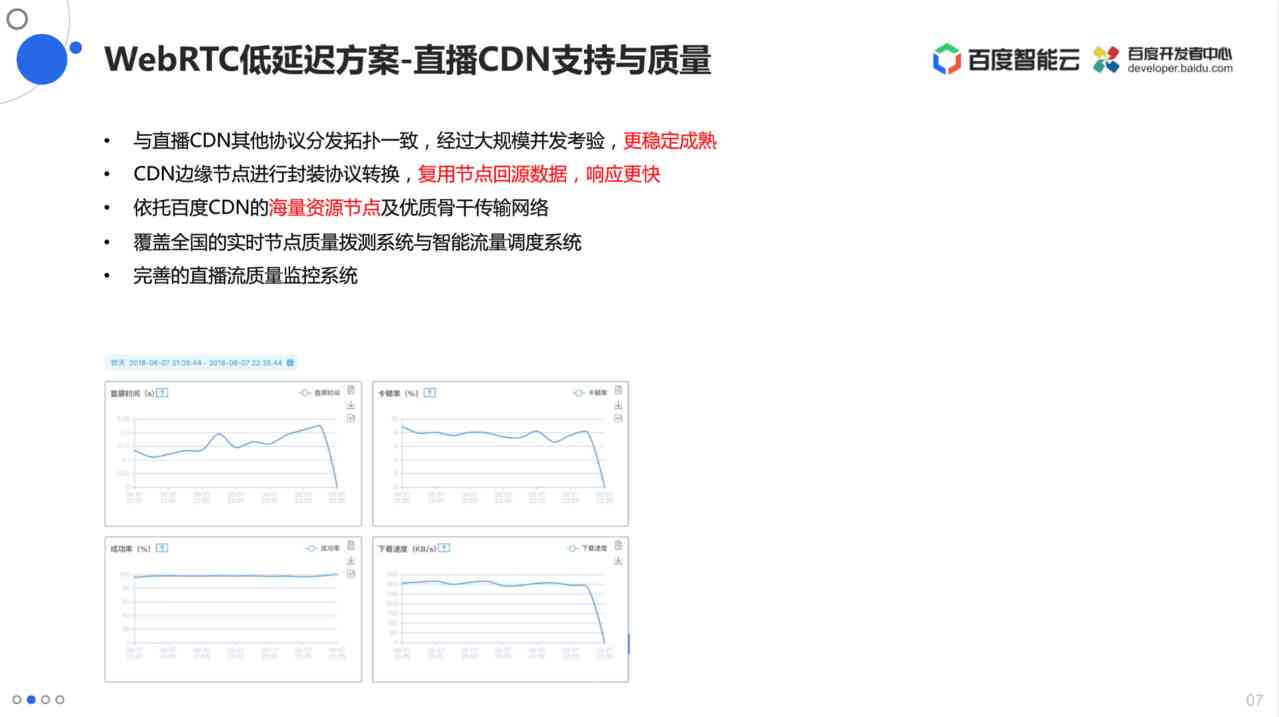 WebRTC低延迟方案-直播CDN支持与质量
百度智能云
百度开发者中心
developer.baidu.com
• 与直播CDN其他协议分发拓扑一致，经过大规模并发考验，更稳定成熟
• CDN边缘节点进行封装协议转换，复用节点回源数据，响应更快
• 依托百度CDN的海量资源节点及优质骨干传输网络
• 覆盖全国的实时节点质量拨测系统与智能流量调度系统
• 完善的直播流质量监控系统
昨天 2018-06-07 21:35:44 - 2018-06-07 22:35:44
首屏时间（s）
首屏时间
卡顿率（%）
卡顿率
成功率（%）
成功率
下载速度（KB/s）
下载速度
07